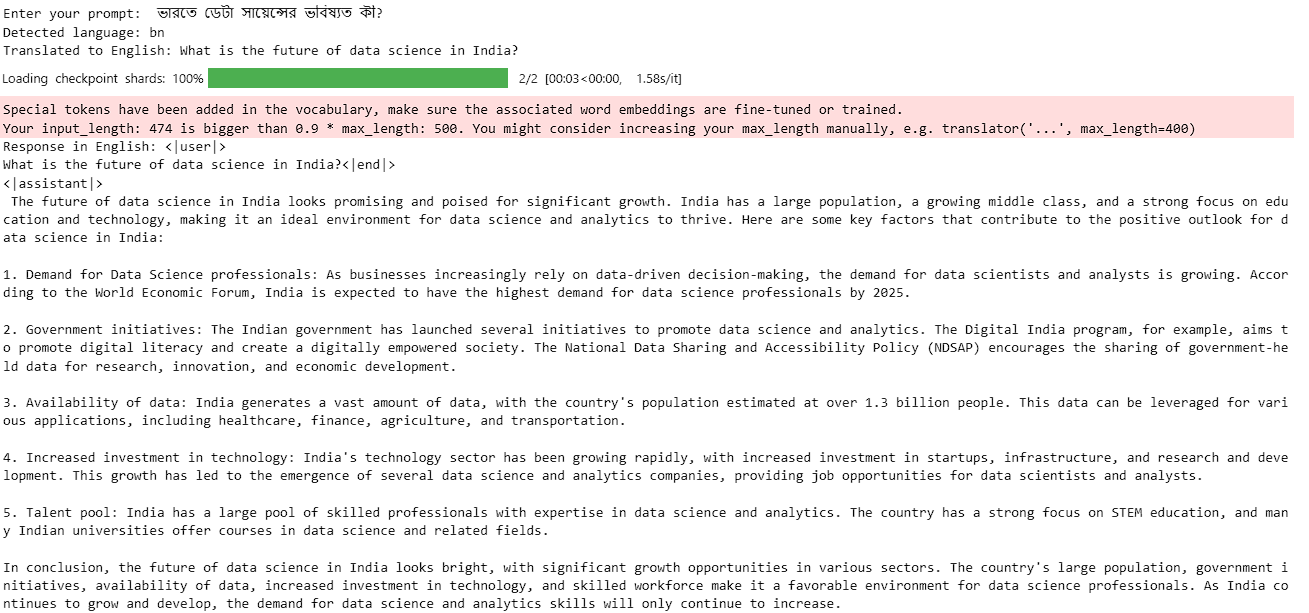 Enter your prompt: ভারতে ডেটা সায়েন্সের ভবিষ্যত কী?
Detected language: bn
Translated to English: What is the future of data science in India?
Loading checkpoint shards: 100% 2/2 [00:03<00:00, 1.58s/it]
Special tokens have been added in the vocabulary, make sure the associated word embeddings are fine-tuned or trained.
Your input_length: 474 is bigger than 0.9 * max_length: 500. You might consider increasing your max_length manually, e.g. translator('...', max_length=400)
Response in English: <|user|>
What is the future of data science in India?<|end|>
<|assistant|>
The future of data science in India looks promising and poised for significant growth. India has a large population, a growing middle class, and a strong focus on edu
cation and technology, making it an ideal environment for data science and analytics to thrive. Here are some key factors that contribute to the positive outlook for d
ata science in India:
1. Demand for Data Science professionals: As businesses increasingly rely on data-driven decision-making, the demand for data scientists and analysts is growing. Accor
ding to the World Economic Forum, India is expected to have the highest demand for data science professionals by 2025.
2. Government initiatives: The Indian government has launched several initiatives to promote data science and analytics. The Digital India program, for example, aims t
o promote digital literacy and create a digitally empowered society. The National Data Sharing and Accessibility Policy (NDSAP) encourages the sharing of government-he
ld data for research, innovation, and economic development.
3. Availability of data: India generates a vast amount of data, with the country's population estimated at over 1.3 billion people. This data can be leveraged for vari
ous applications, including healthcare, finance, agriculture, and transportation.
4. Increased investment in technology: India's technology sector has been growing rapidly, with increased investment in startups, infrastructure, and research and deve
lopment. This growth has led to the emergence of several data science and analytics companies, providing job opportunities for data scientists and analysts.
5. Talent pool: India has a large pool of skilled professionals with expertise in data science and analytics. The country has a strong focus on STEM education, and man
y Indian universities offer courses in data science and related fields.
In conclusion, the future of data science in India looks bright, with significant growth opportunities in various sectors. The country's large population, government i
nitiatives, availability of data, increased investment in technology, and skilled workforce make it a favorable environment for data science professionals. As India co
ntinues to grow and develop, the demand for data science and analytics skills will only continue to increase.